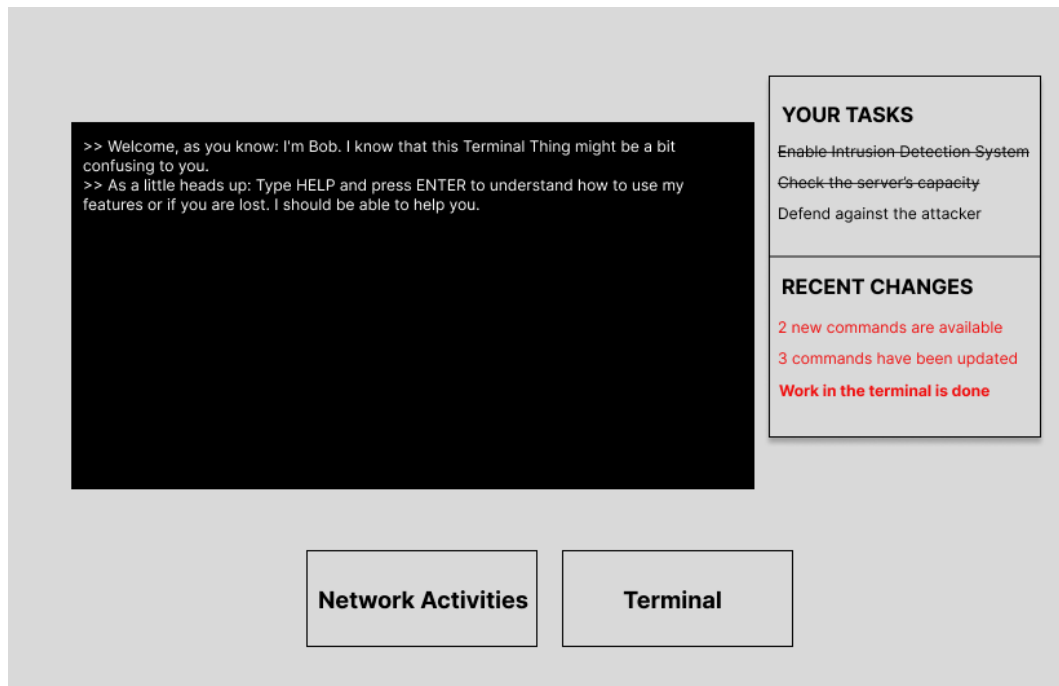 >> Welcome, as you know: I'm Bob. I know that this Terminal Thing might be a bit
confusing to you.
>> As a little heads up: Type HELP and press ENTER to understand how to use my
features or if you are lost. I should be able to help you.
YOUR TASKS
Enable Intrusion Detection System
Check the server's capacity
Defend against the attacker
RECENT CHANGES
2 new commands are available
3 commands have been updated
Work in the terminal is done
Network Activities
Terminal